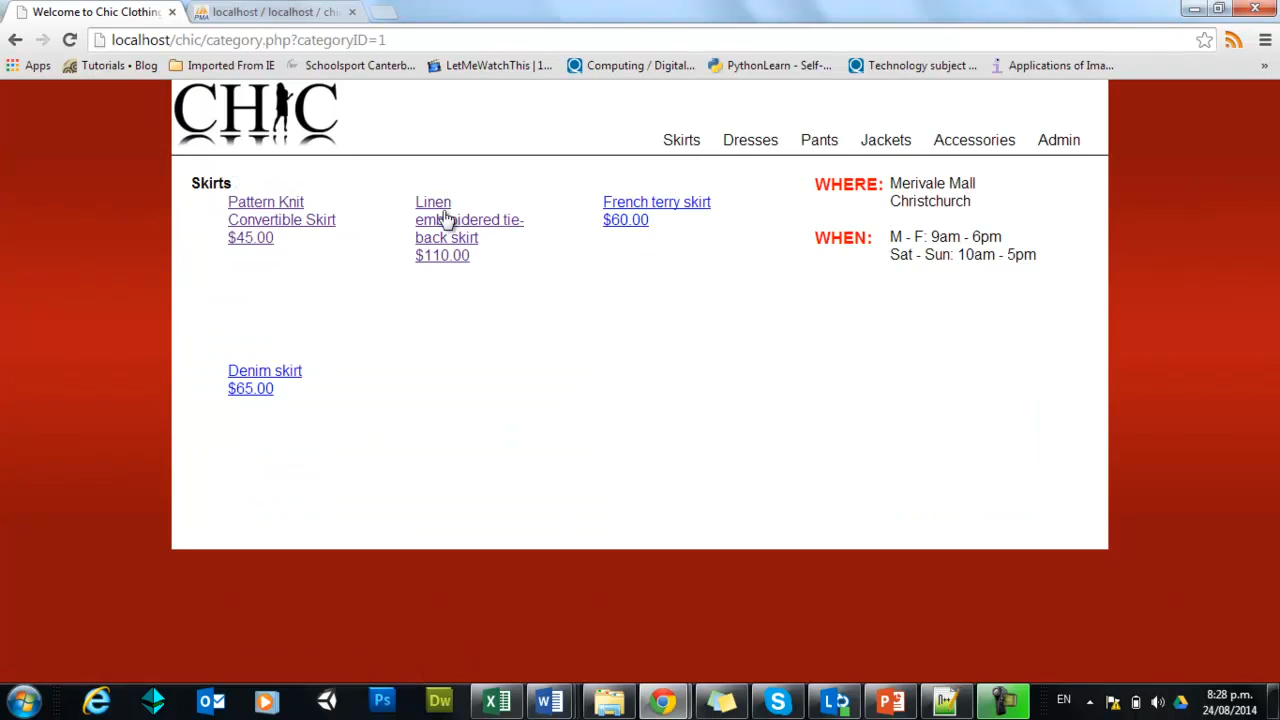 Welcome to Chic Clothing
localhost / localhost / chi
localhost/chic/category.php?categoryID=1
Apps
Tutorials • Blog
Imported From IE
Schoolsport Canterb...
LetMeWatchThis | 1...
Computing / Digital...
PythonLearn - Self-...
Technology subject ...
Applications of Ima...
»
CHIC
Skirts Dresses Pants Jackets Accessories Admin
Skirts
Pattern Knit
Convertible Skirt
$45.00
Linen
embroidered tie-
back skirt
$110.00
French terry skirt
$60.00
Denim skirt
$65.00
WHERE: Merivale Mall
Christchurch
WHEN: M - F: 9am - 6pm
Sat - Sun: 10am - 5pm
Ps
Dw
EN
8:28 p.m.
24/08/2014